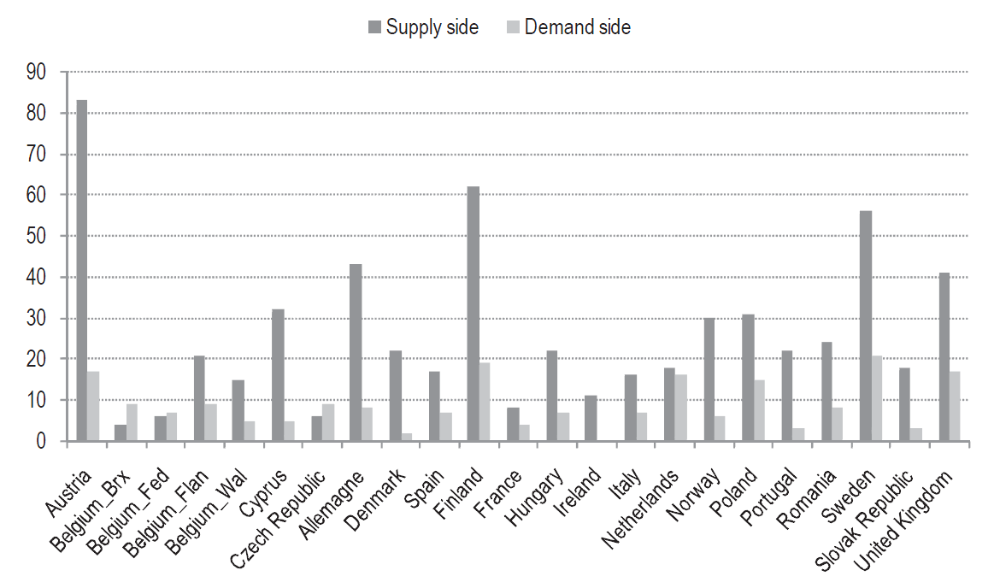 Supply side Demand side
90
80
70
60
50
40
30
20
10
0
Austria
Belgium_Brx
Belgium_Fed
Belgium_Flan
Belgium_Wal
Cyprus
Czech Republic
Allemagne
Denmark
Spain
Finland
France
Hungary
Ireland
Italy
Netherlands
Norway
Poland
Portugal
Romania
Sweden
Slovak Republic
United Kingdom